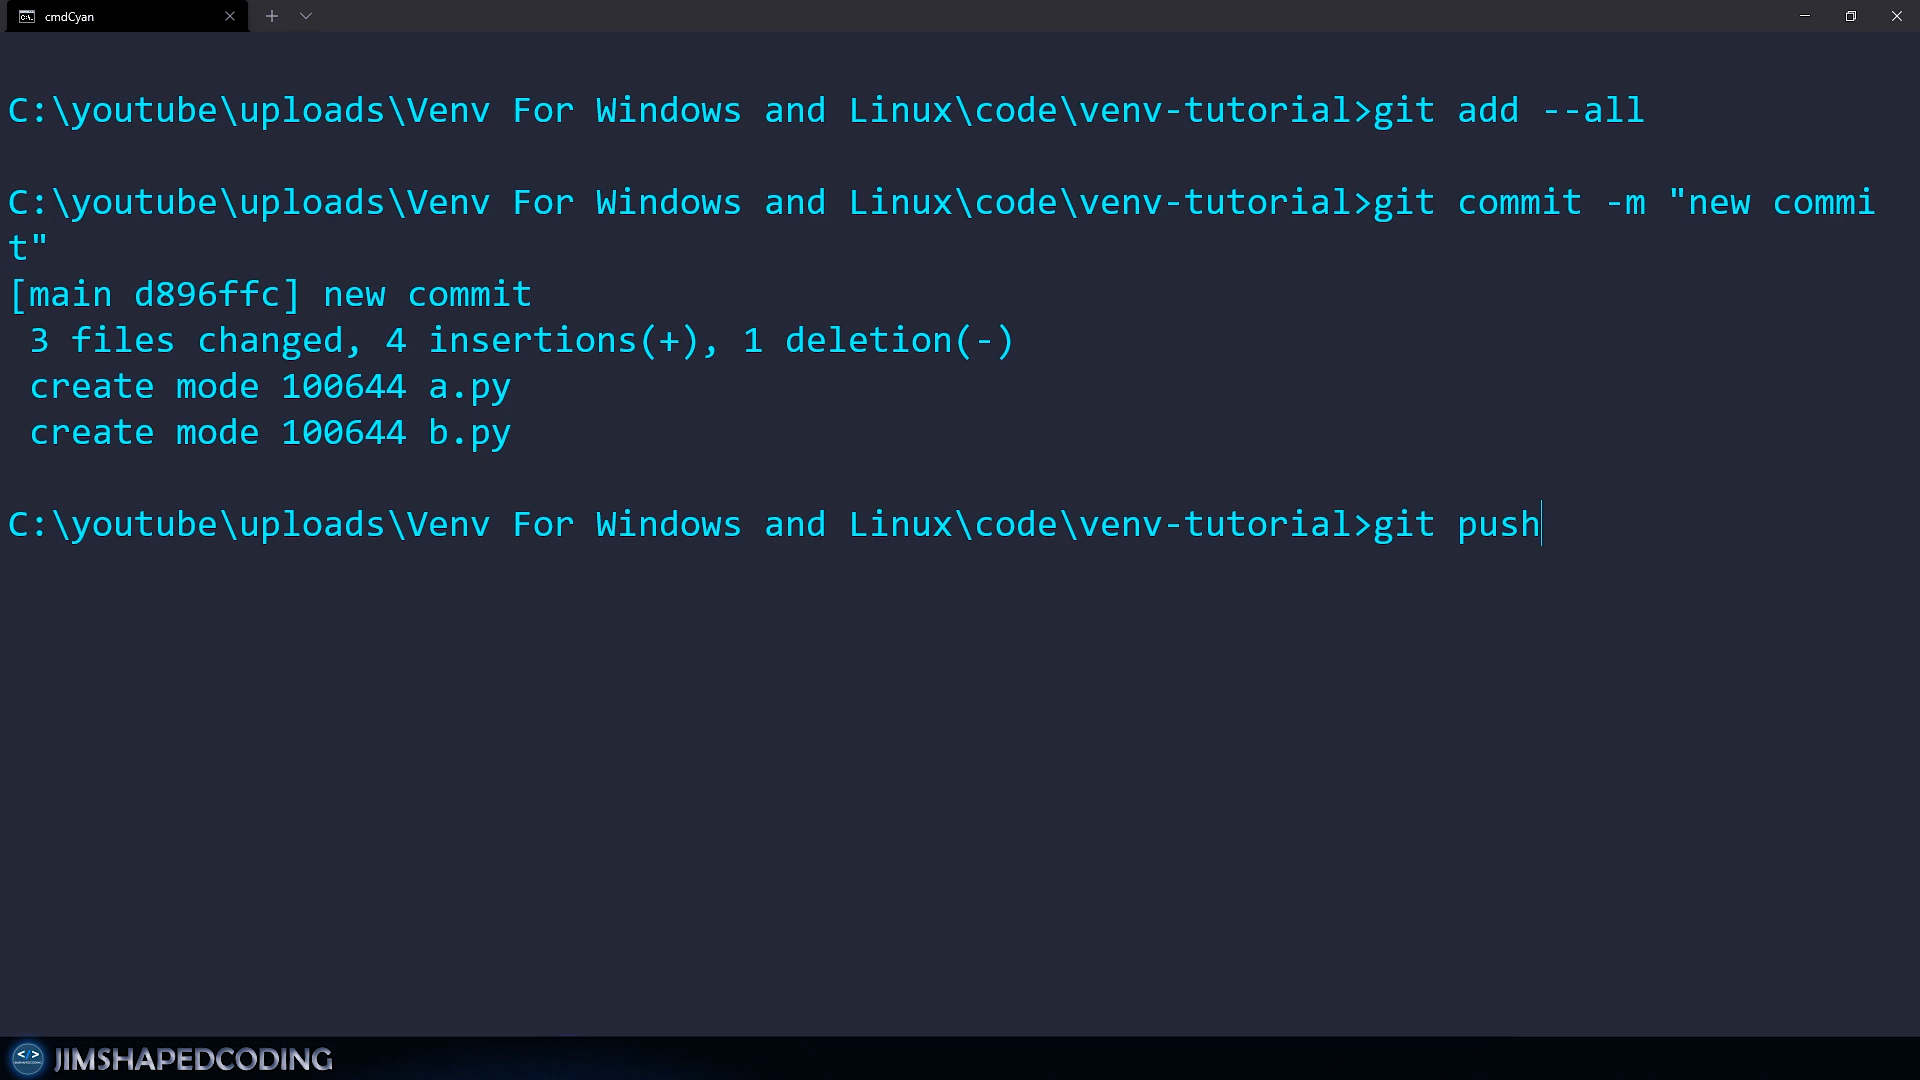 cmdCyan
C:\youtube\uploads\Venv For Windows and Linux\code\venv-tutorial>git add --all
C:\youtube\uploads\Venv For Windows and Linux\code\venv-tutorial>git commit -m "new commi
t"
[main d896ffc] new commit
3 files changed, 4 insertions(+), 1 deletion(-)
create mode 100644 a.py
create mode 100644 b.py
C:\youtube\uploads\Venv For Windows and Linux\code\venv-tutorial>git push
JIMSHAPEDCODING